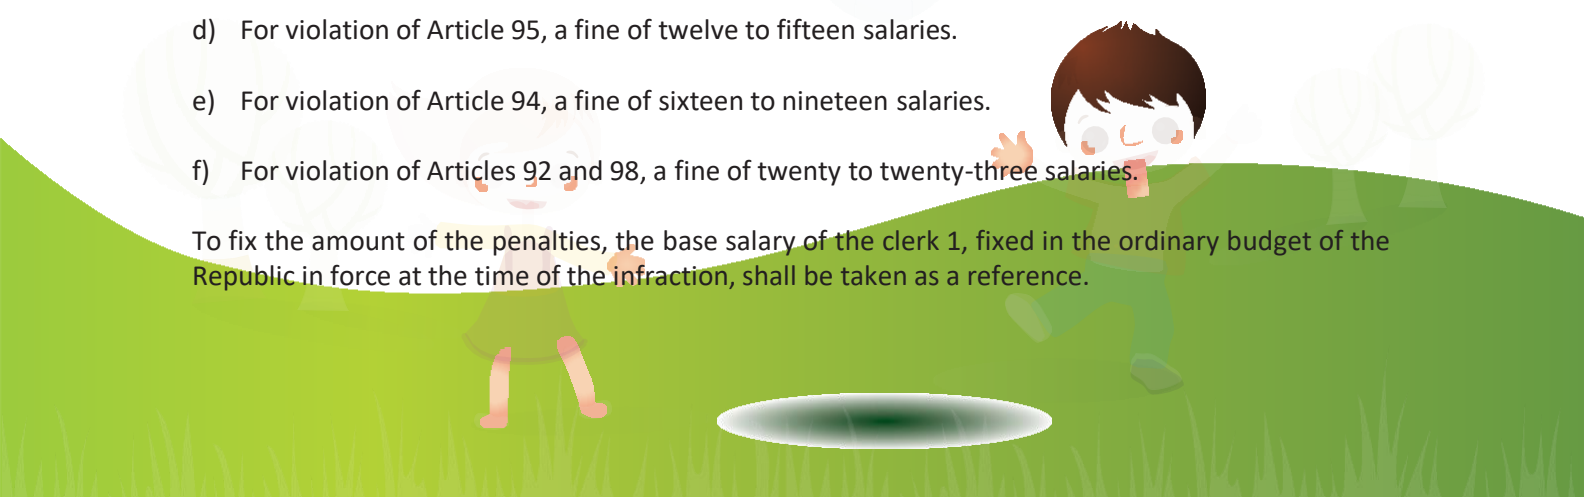 d) For violation of Article 95, a fine of twelve to fifteen salaries.
e) For violation of Article 94, a fine of sixteen to nineteen salaries.
f) For violation of Articles 92 and 98, a fine of twenty to twenty-three salaries.
To fix the amount of the penalties, the base salary of the clerk 1, fixed in the ordinary budget of the
Republic in force at the time of the infraction, shall be taken as a reference.